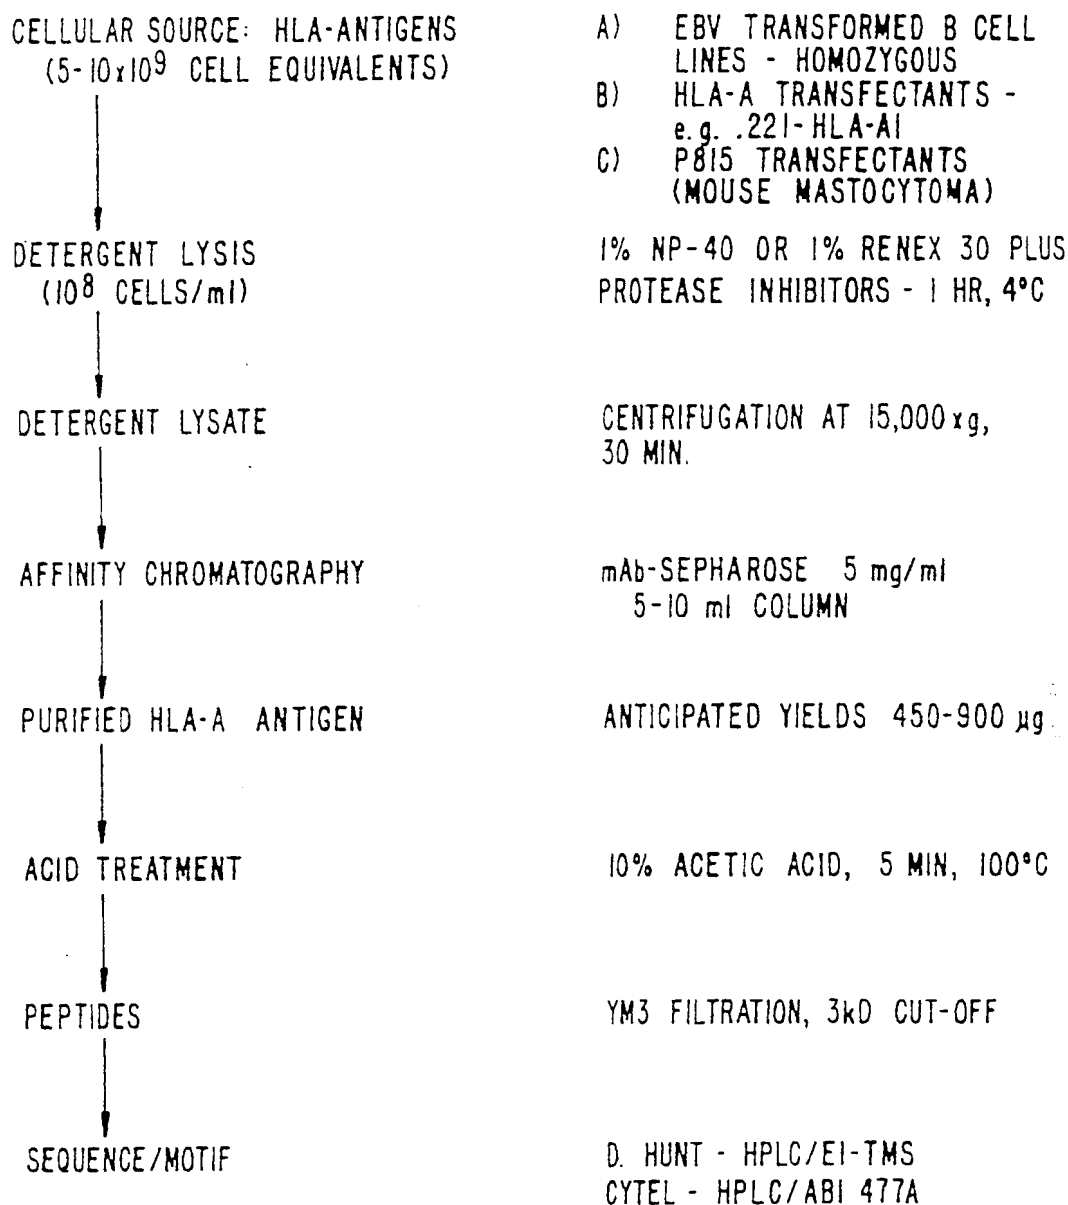 CELLULAR SOURCE: HLA-ANTIGENS
(5-10x10⁹ CELL EQUIVALENTS)
A) EBV TRANSFORMED B CELL
LINES - HOMOZYGOUS
B) HLA-A TRANSFECTANTS -
e.g. .221-HLA-A1
C) P815 TRANSFECTANTS
(MOUSE MASTOCYTOMA)
DETERGENT LYSIS
(10⁸ CELLS/ml)
1% NP-40 OR 1% RENEX 30 PLUS
PROTEASE INHIBITORS - 1 HR, 4°C
DETERGENT LYSATE
CENTRIFUGATION AT 15,000xg,
30 MIN.
AFFINITY CHROMATOGRAPHY
mAb-SEPHAROSE 5 mg/ml
5-10 ml COLUMN
PURIFIED HLA-A ANTIGEN
ANTICIPATED YIELDS 450-900 µg
ACID TREATMENT
10% ACETIC ACID, 5 MIN, 100°C
PEPTIDES
YM3 FILTRATION, 3kD CUT-OFF
SEQUENCE/MOTIF
D. HUNT - HPLC/EI-TMS
CYTEL - HPLC/ABI 477A